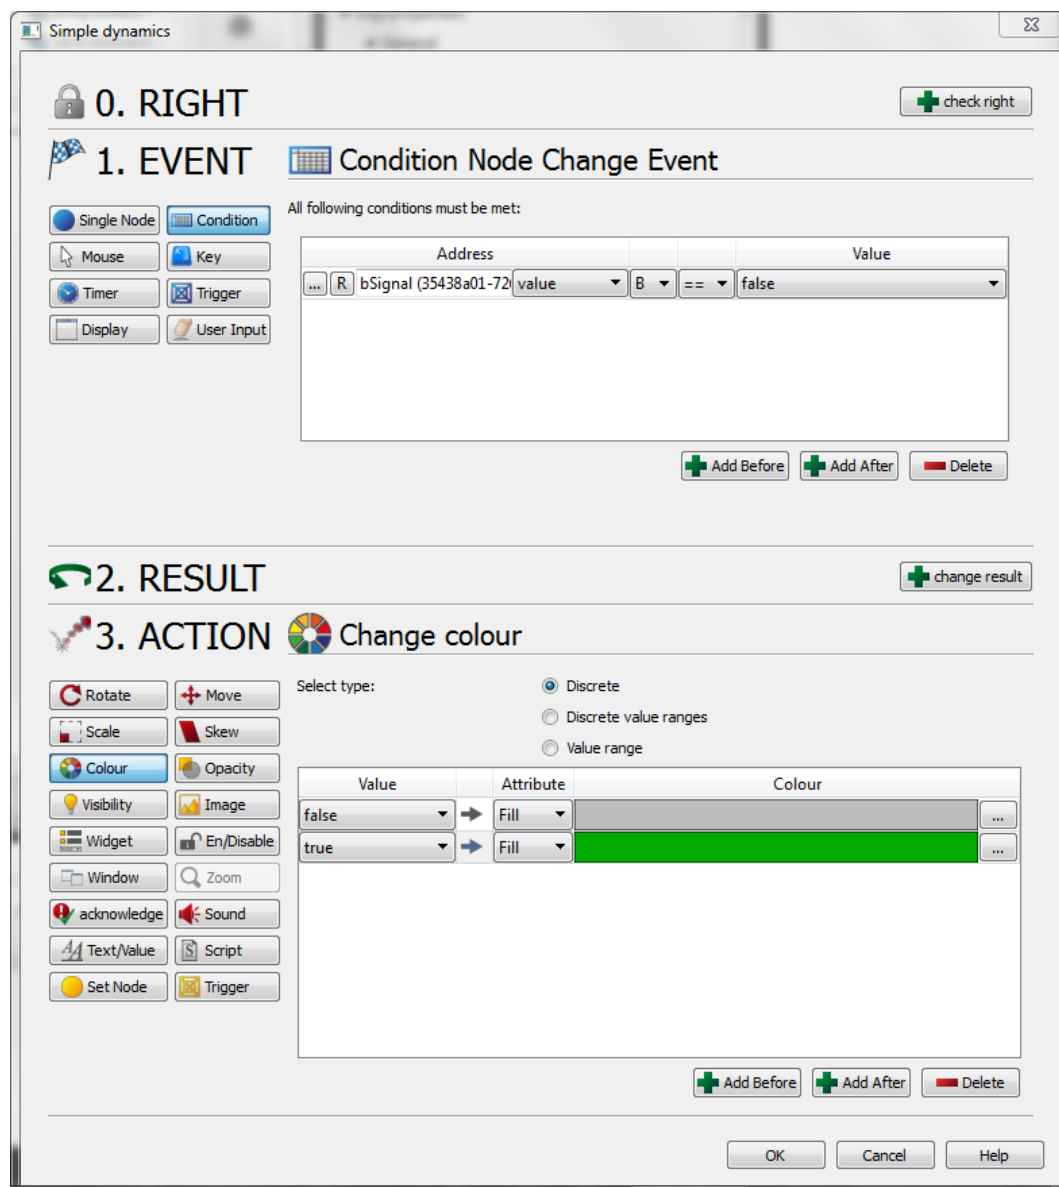 Simple dynamics
0. RIGHT
check right
1. EVENT
Condition Node Change Event
Single Node
Condition
All following conditions must be met:
Mouse
Key
Timer
Trigger
Display
User Input
Address Value
... R bSignal (35438a01-72 value B == false
Add Before
Add After
Delete
2. RESULT
change result
3. ACTION
Change colour
Rotate
Move
Scale
Skew
Colour
Opacity
Visibility
Image
Widget
En/Disable
Window
Zoom
acknowledge
Sound
Text/Value
Script
Set Node
Trigger
Select type:
Discrete
Discrete value ranges
Value range
Value Attribute Colour
false Fill ...
true Fill ...
Add Before
Add After
Delete
OK
Cancel
Help